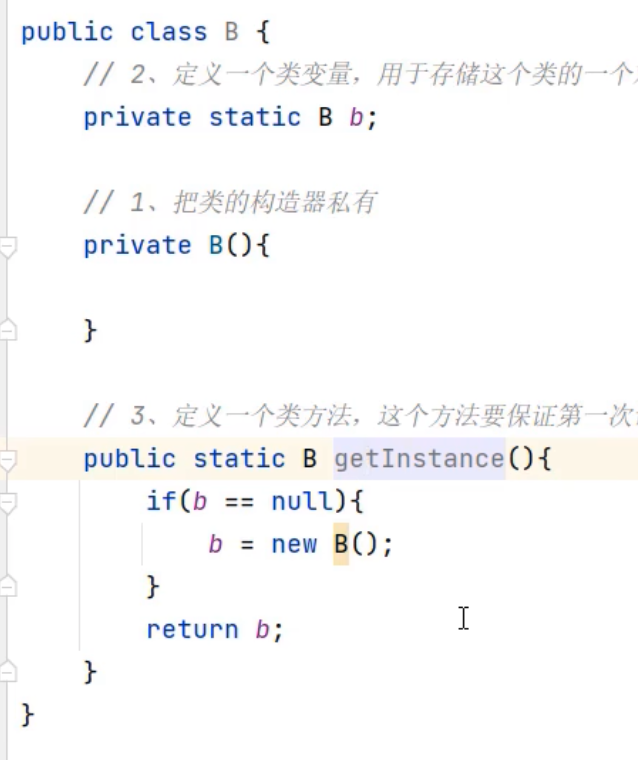 public class B {
// 2、定义一个类变量，用于存储这个类的一个
private static B b;
// 1、把类的构造器私有
private B(){
}
// 3、定义一个类方法，这个方法要保证第一次
public static B getInstance(){
if(b == null){
b = new B();
}
return b;
}
}